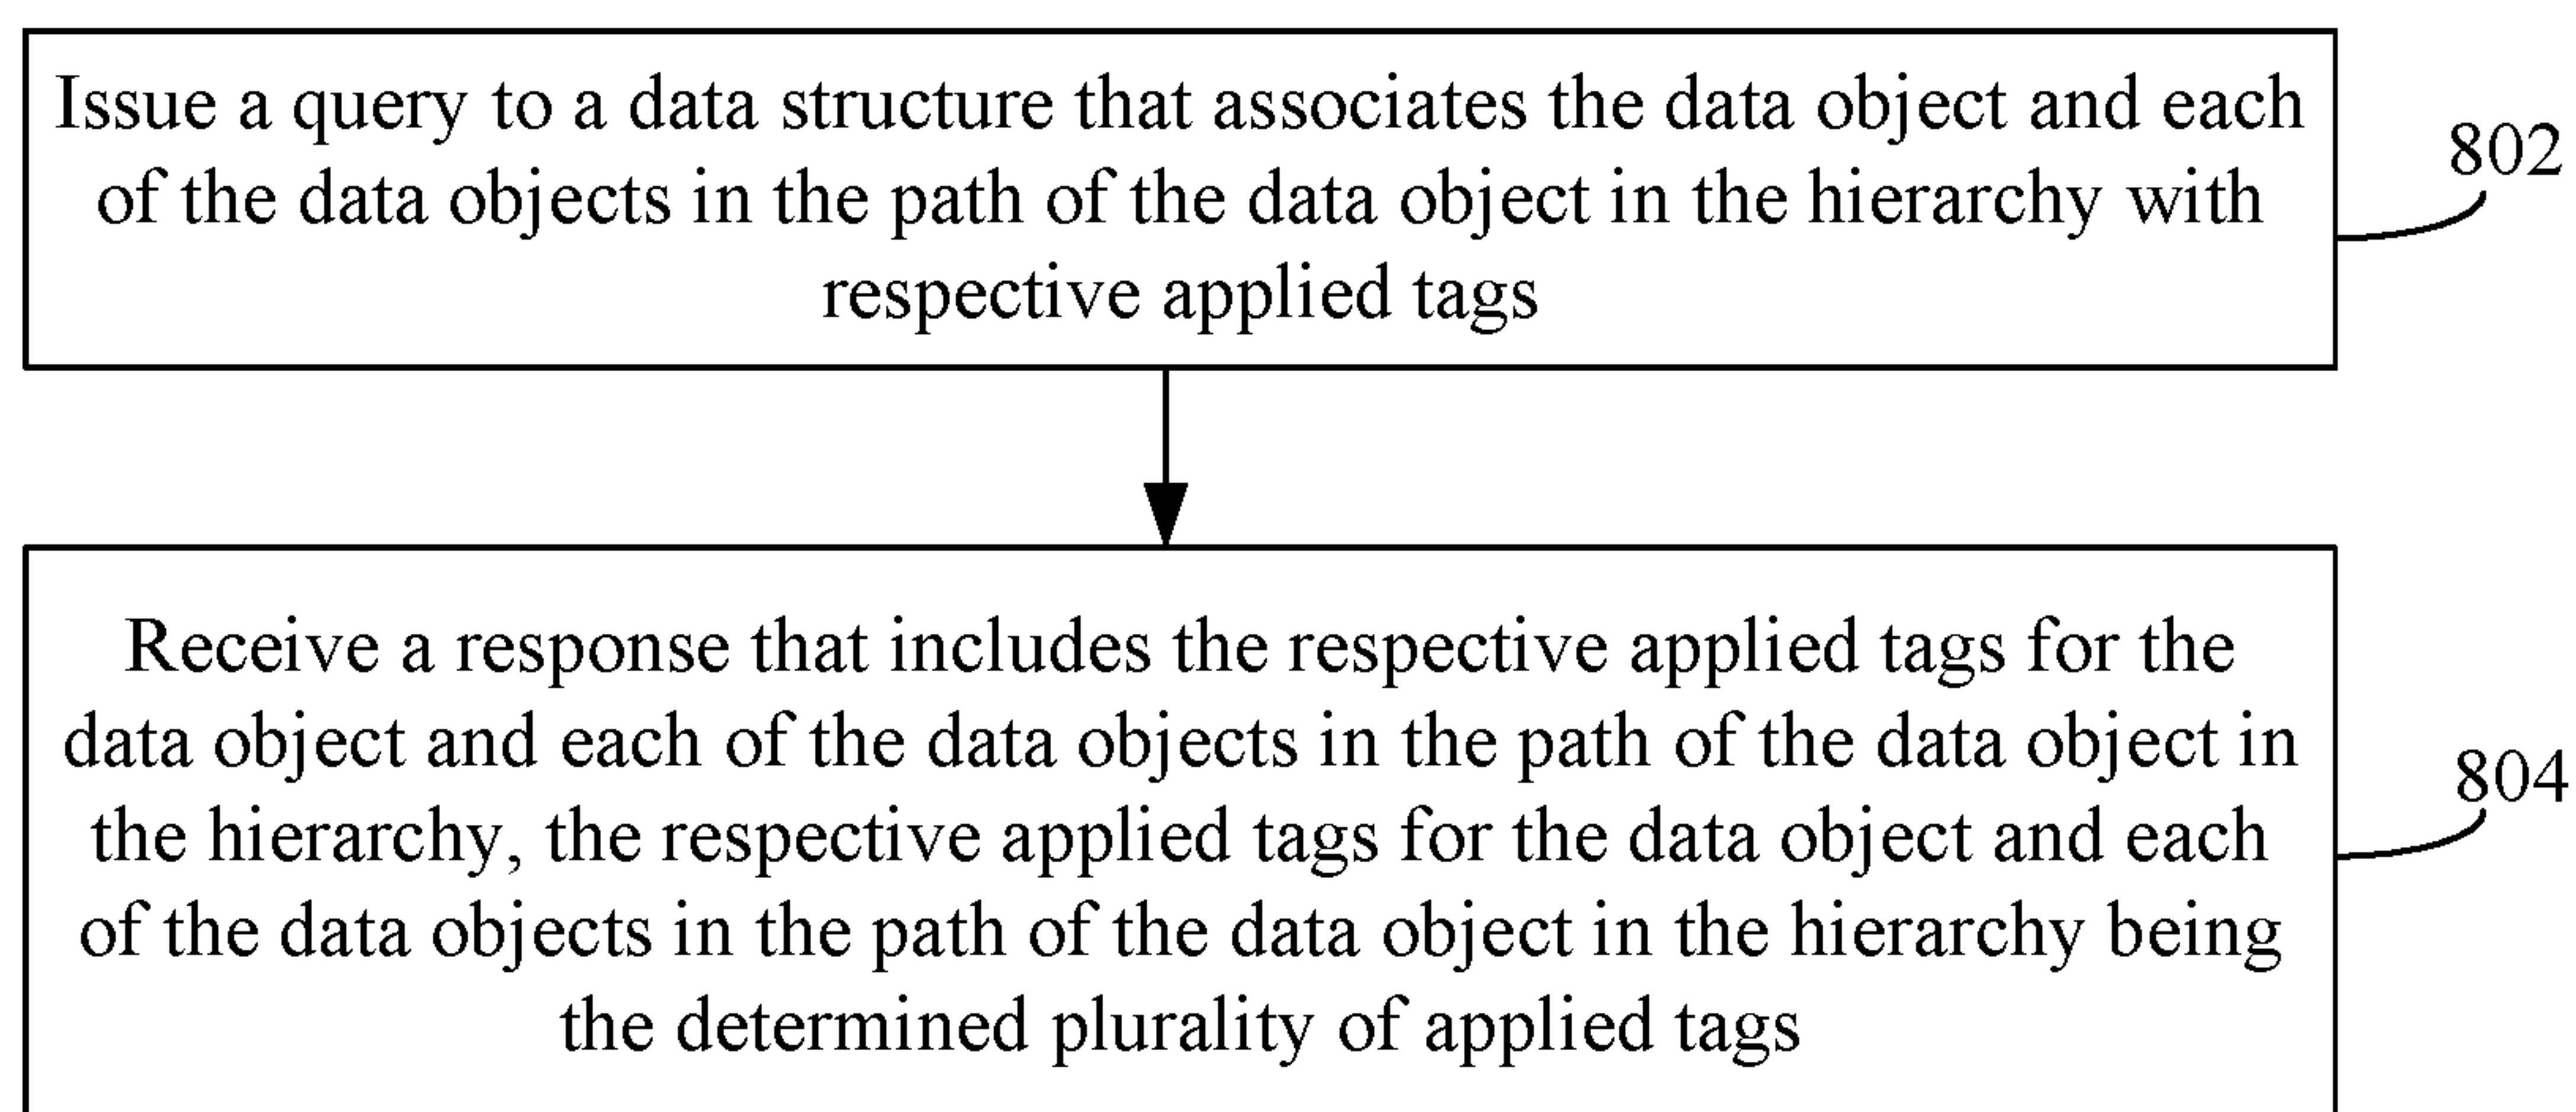 Issue a query to a data structure that associates the data object and each
of the data objects in the path of the data object in the hierarchy with
respective applied tags
802
Receive a response that includes the respective applied tags for the
data object and each of the data objects in the path of the data object in
the hierarchy, the respective applied tags for the data object and each
of the data objects in the path of the data object in the hierarchy being
the determined plurality of applied tags
804